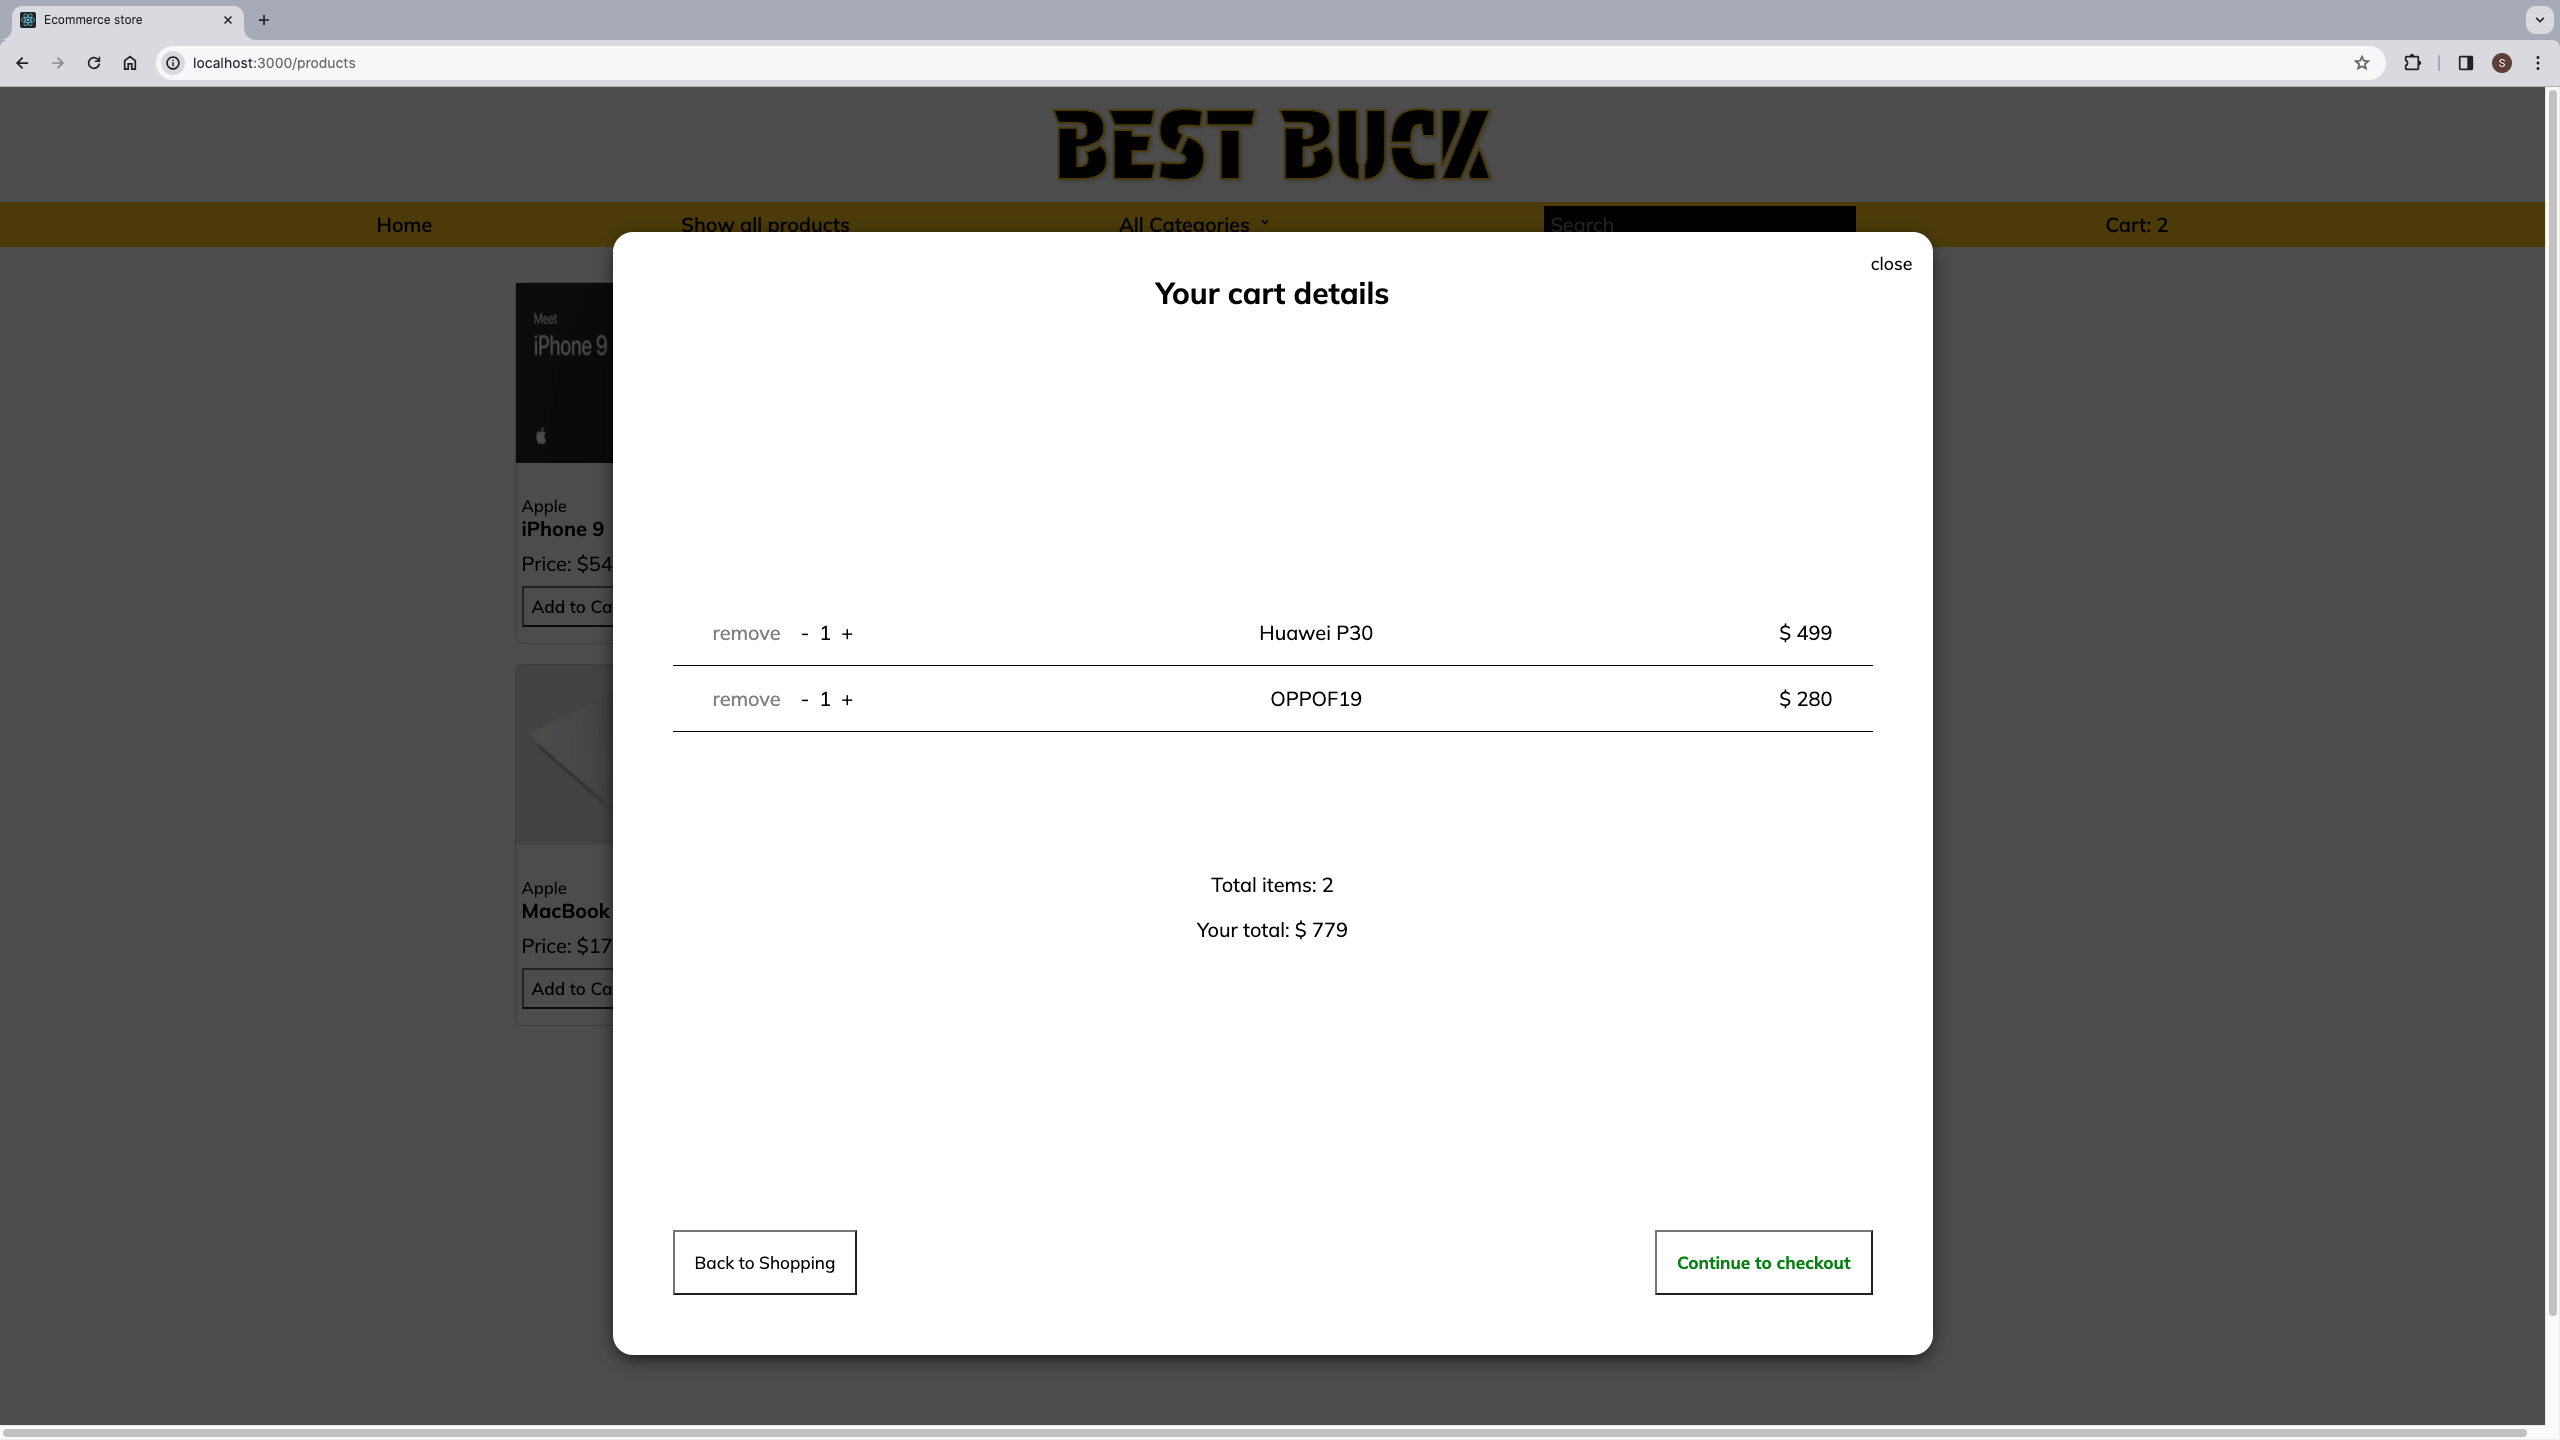 Ecommerce store
localhost:3000/products
S
BEST BUCK
Home
Show all products
All Categories
Search
Cart: 2
close
Your cart details
Meet
iPhone 9
Apple
iPhone 9
Price: $54
Add to Ca
remove - 1 + Huawei P30 $ 499
remove - 1 + OPPOF19 $ 280
Apple
MacBook
Price: $17
Add to Ca
Total items: 2
Your total: $ 779
Back to Shopping
Continue to checkout